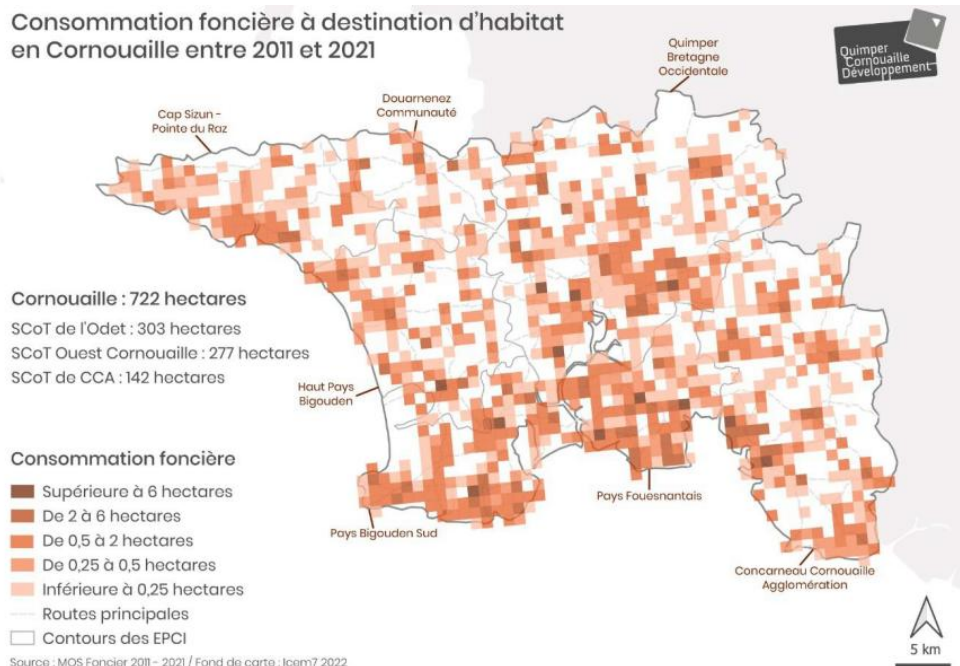 Consommation foncière à destination d'habitat
en Cornouaille entre 2011 et 2021
Quimper
Cornouaille
Développement
Quimper
Bretagne
Occidentale
Douarnenez
Communauté
Cap Sizun -
Pointe du Raz
Cornouaille : 722 hectares
SCoT de l'Odet : 303 hectares
SCoT Ouest Cornouaille : 277 hectares
SCoT de CCA : 142 hectares
Haut Pays
Bigouden
Consommation foncière
Supérieure à 6 hectares
De 2 à 6 hectares
De 0,5 à 2 hectares
De 0,25 à 0,5 hectares
Inférieure à 0,25 hectares
Routes principales
Contours des EPCI
Pays Fouesnantais
Pays Bigouden Sud
Concarneau Cornouaille
Agglomération
5 km
Source : MOS Foncier 2011 - 2021 / Fond de carte : Icem7 2022